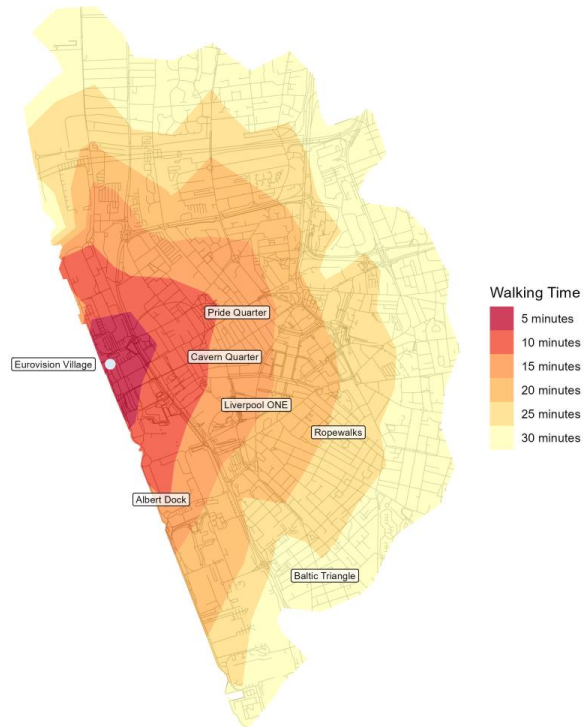 Pride Quarter
Eurovision Village
Cavern Quarter
Liverpool ONE
Ropewalks
Albert Dock
Baltic Triangle
Walking Time
5 minutes
10 minutes
15 minutes
20 minutes
25 minutes
30 minutes